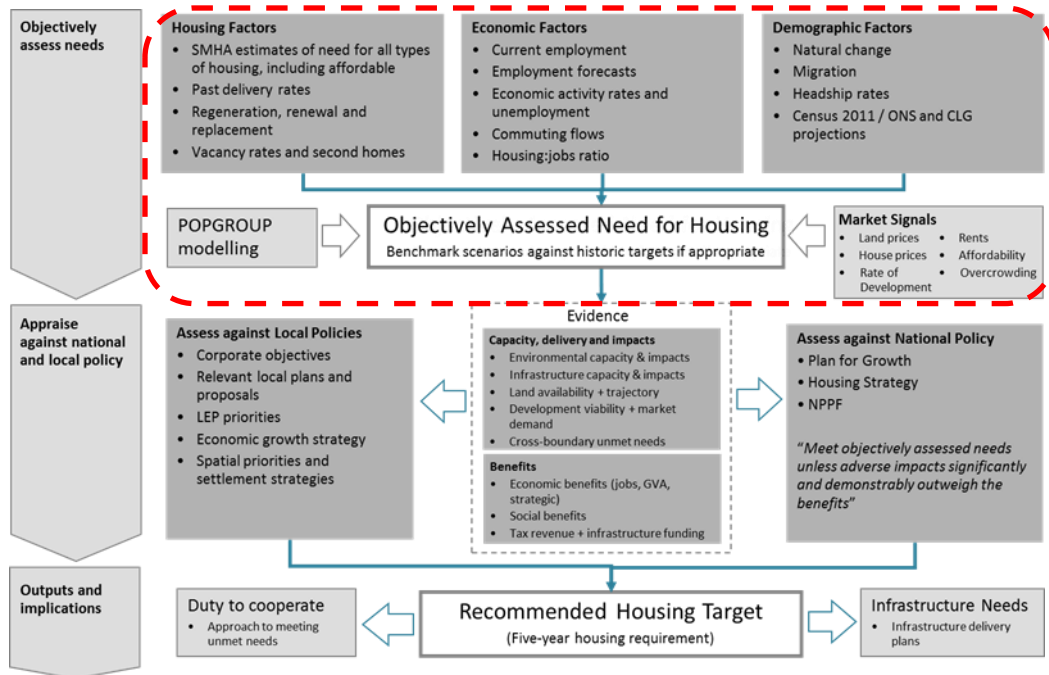 Objectively
assess needs
Housing Factors
• SMHA estimates of need for all types
of housing, including affordable
• Past delivery rates
• Regeneration, renewal and
replacement
• Vacancy rates and second homes
Economic Factors
• Current employment
• Employment forecasts
• Economic activity rates and
unemployment
• Commuting flows
• Housing:jobs ratio
Demographic Factors
• Natural change
• Migration
• Headship rates
• Census 2011 / ONS and CLG
projections
POPGROUP
modelling
Objectively Assessed Need for Housing
Benchmark scenarios against historic targets if appropriate
Market Signals
• Land prices
• House prices
• Rate of
Development
• Rents
• Affordability
• Overcrowding
Appraise
against national
and local policy
Assess against Local Policies
• Corporate objectives
• Relevant local plans and
proposals
• LEP priorities
• Economic growth strategy
• Spatial priorities and
settlement strategies
Evidence
Capacity, delivery and impacts
• Environmental capacity & impacts
• Infrastructure capacity & impacts
• Land availability + trajectory
• Development viability + market
demand
• Cross-boundary unmet needs
Benefits
• Economic benefits (jobs, GVA,
strategic)
• Social benefits
• Tax revenue + infrastructure funding
Assess against National Policy
• Plan for Growth
• Housing Strategy
• NPPF
“Meet objectively assessed needs
unless adverse impacts significantly
and demonstrably outweigh the
benefits”
Outputs and
implications
Duty to cooperate
• Approach to meeting
unmet needs
Recommended Housing Target
(Five-year housing requirement)
Infrastructure Needs
• Infrastructure delivery
plans